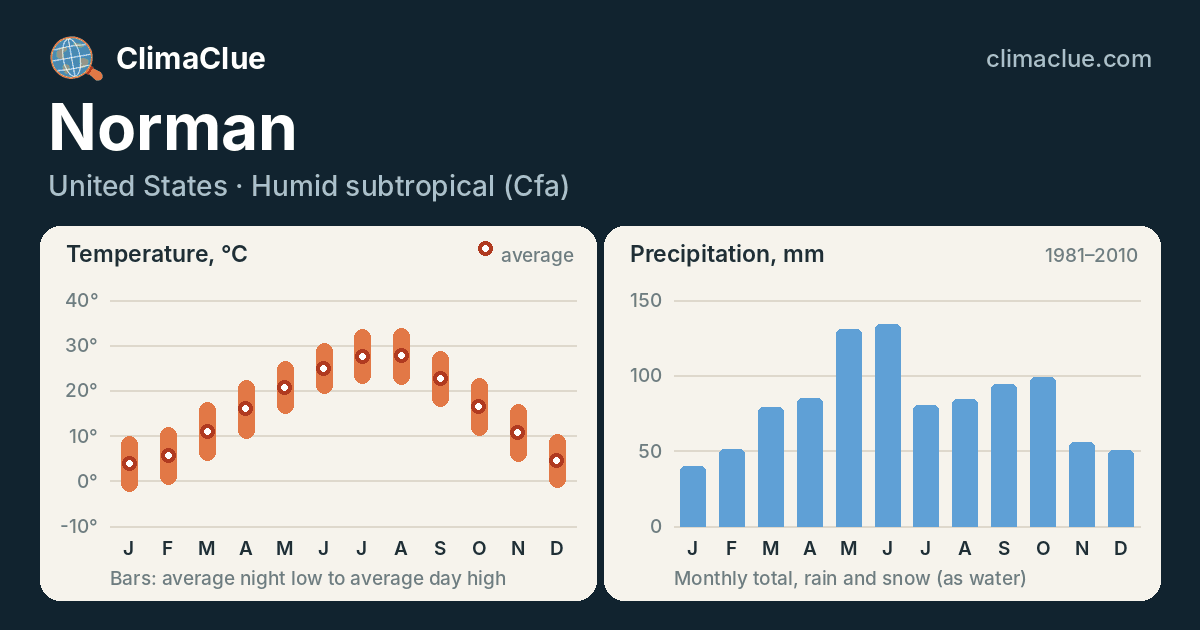 ClimaClue
climaclue.com
Norman
United States · Humid subtropical (Cfa)
Temperature, °C
average
40°
30°
20°
10°
0°
-10°
J F M A M J J A S O N D
Bars: average night low to average day high
Precipitation, mm
1981–2010
150
100
50
0
J F M A M J J A S O N D
Monthly total, rain and snow (as water)